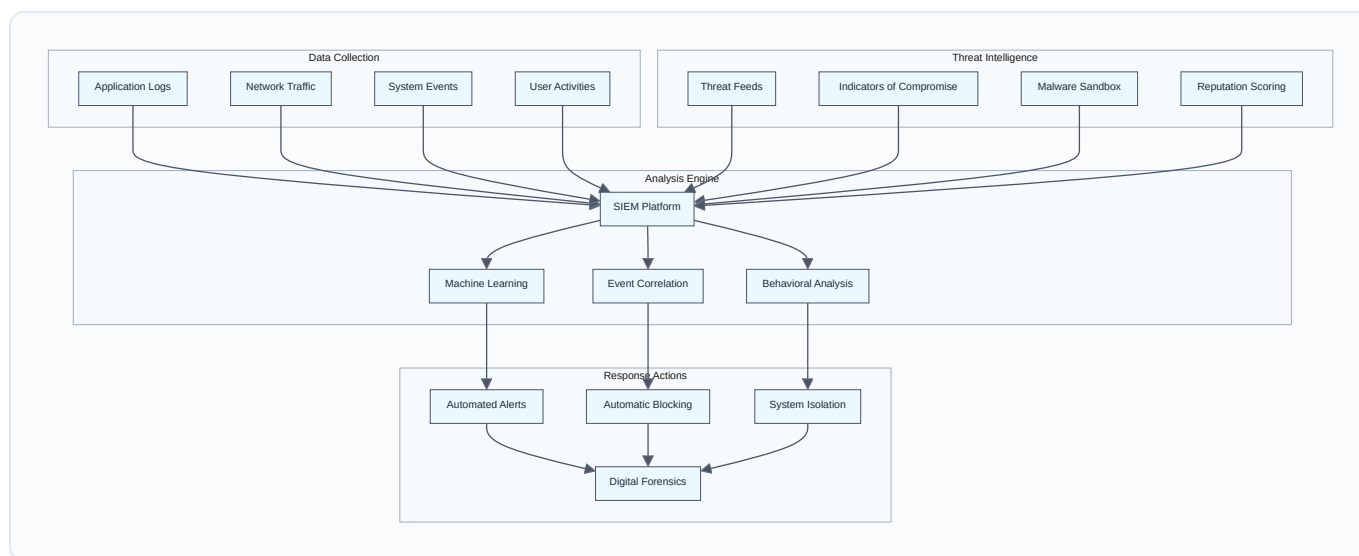 Data Collection
Application Logs
Network Traffic
System Events
User Activities
Threat Intelligence
Threat Feeds
Indicators of Compromise
Malware Sandbox
Reputation Scoring
Analysis Engine
SIEM Platform
Machine Learning
Event Correlation
Behavioral Analysis
Response Actions
Automated Alerts
Automatic Blocking
System Isolation
Digital Forensics